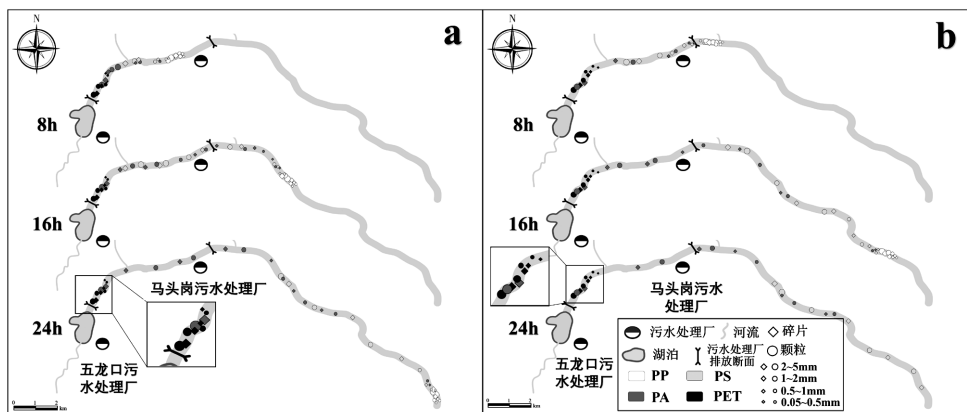 N
a
8h
16h
马头岗污水处理厂
24h
五龙口污
水处理厂
0 1 2
km
N
b
8h
16h
马头岗污水
处理厂
24h
五龙口污
水处理厂
污水处理厂 河流 碎片
湖泊 污水处理厂
排放断面 颗粒
PP PS 2~5mm
1~2mm
PA PET 0.5~1mm
0.05~0.5mm
0 1 2
km